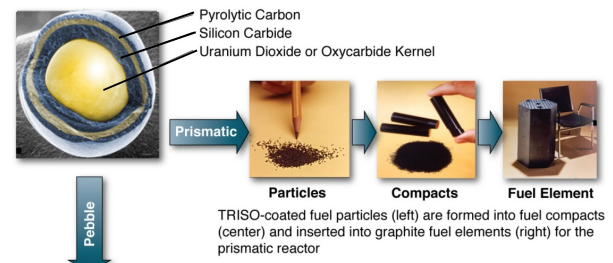 Pyrolytic Carbon
Silicon Carbide
Uranium Dioxide or Oxycarbide Kernel
Prismatic
Particles
Compacts
Fuel Element
TRISO-coated fuel particles (left) are formed into fuel compacts
(center) and inserted into graphite fuel elements (right) for the
prismatic reactor
Pebble